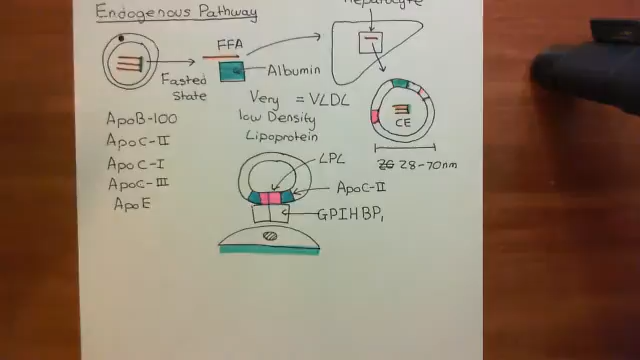 Endogenous Pathway
Hepatocyte
FFA
Albumin
Fasted
State
Very = VLDL
low Density
Lipoprotein
CE
28-70nm
ApoB-100
ApoC-II
ApoC-I
ApoC-III
ApoE
LPL
ApoC-II
GPIHBP₁